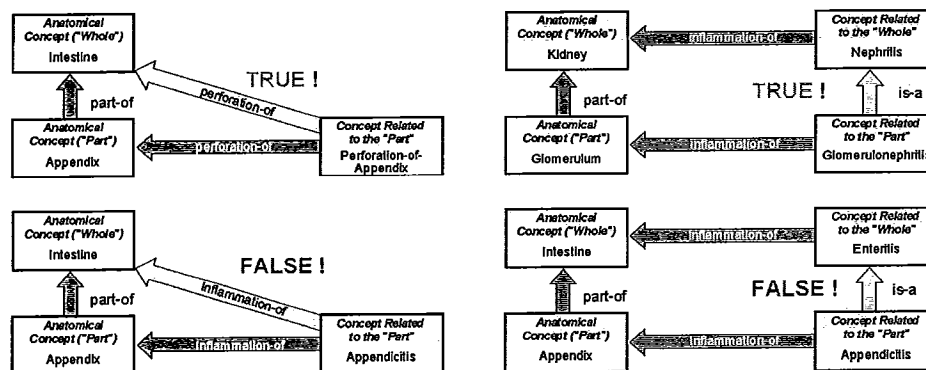 Anatomical
Concept ("Whole")
Intestine
TRUE !
perforation-of
part-of
Anatomical
Concept ("Part")
Appendix
perforation-of
Concept Related
to the "Part"
Perforation-of-
Appendix
Anatomical
Concept ("Whole")
Kidney
Inflammation-of
Concept Related
to the "Whole"
Nephritis
part-of
TRUE !
is-a
Anatomical
Concept ("Part")
Glomerulum
Inflammation-of
Concept Related
to the "Part"
Glomerulonephritis
Anatomical
Concept ("Whole")
Intestine
FALSE !
Inflammation-of
part-of
Anatomical
Concept ("Part")
Appendix
Inflammation-of
Concept Related
to the "Part"
Appendicitis
Anatomical
Concept ("Whole")
Intestine
Inflammation-of
Concept Related
to the "Whole"
Enteritis
part-of
FALSE !
is-a
Anatomical
Concept ("Part")
Appendix
Inflammation-of
Concept Related
to the "Part"
Appendicitis